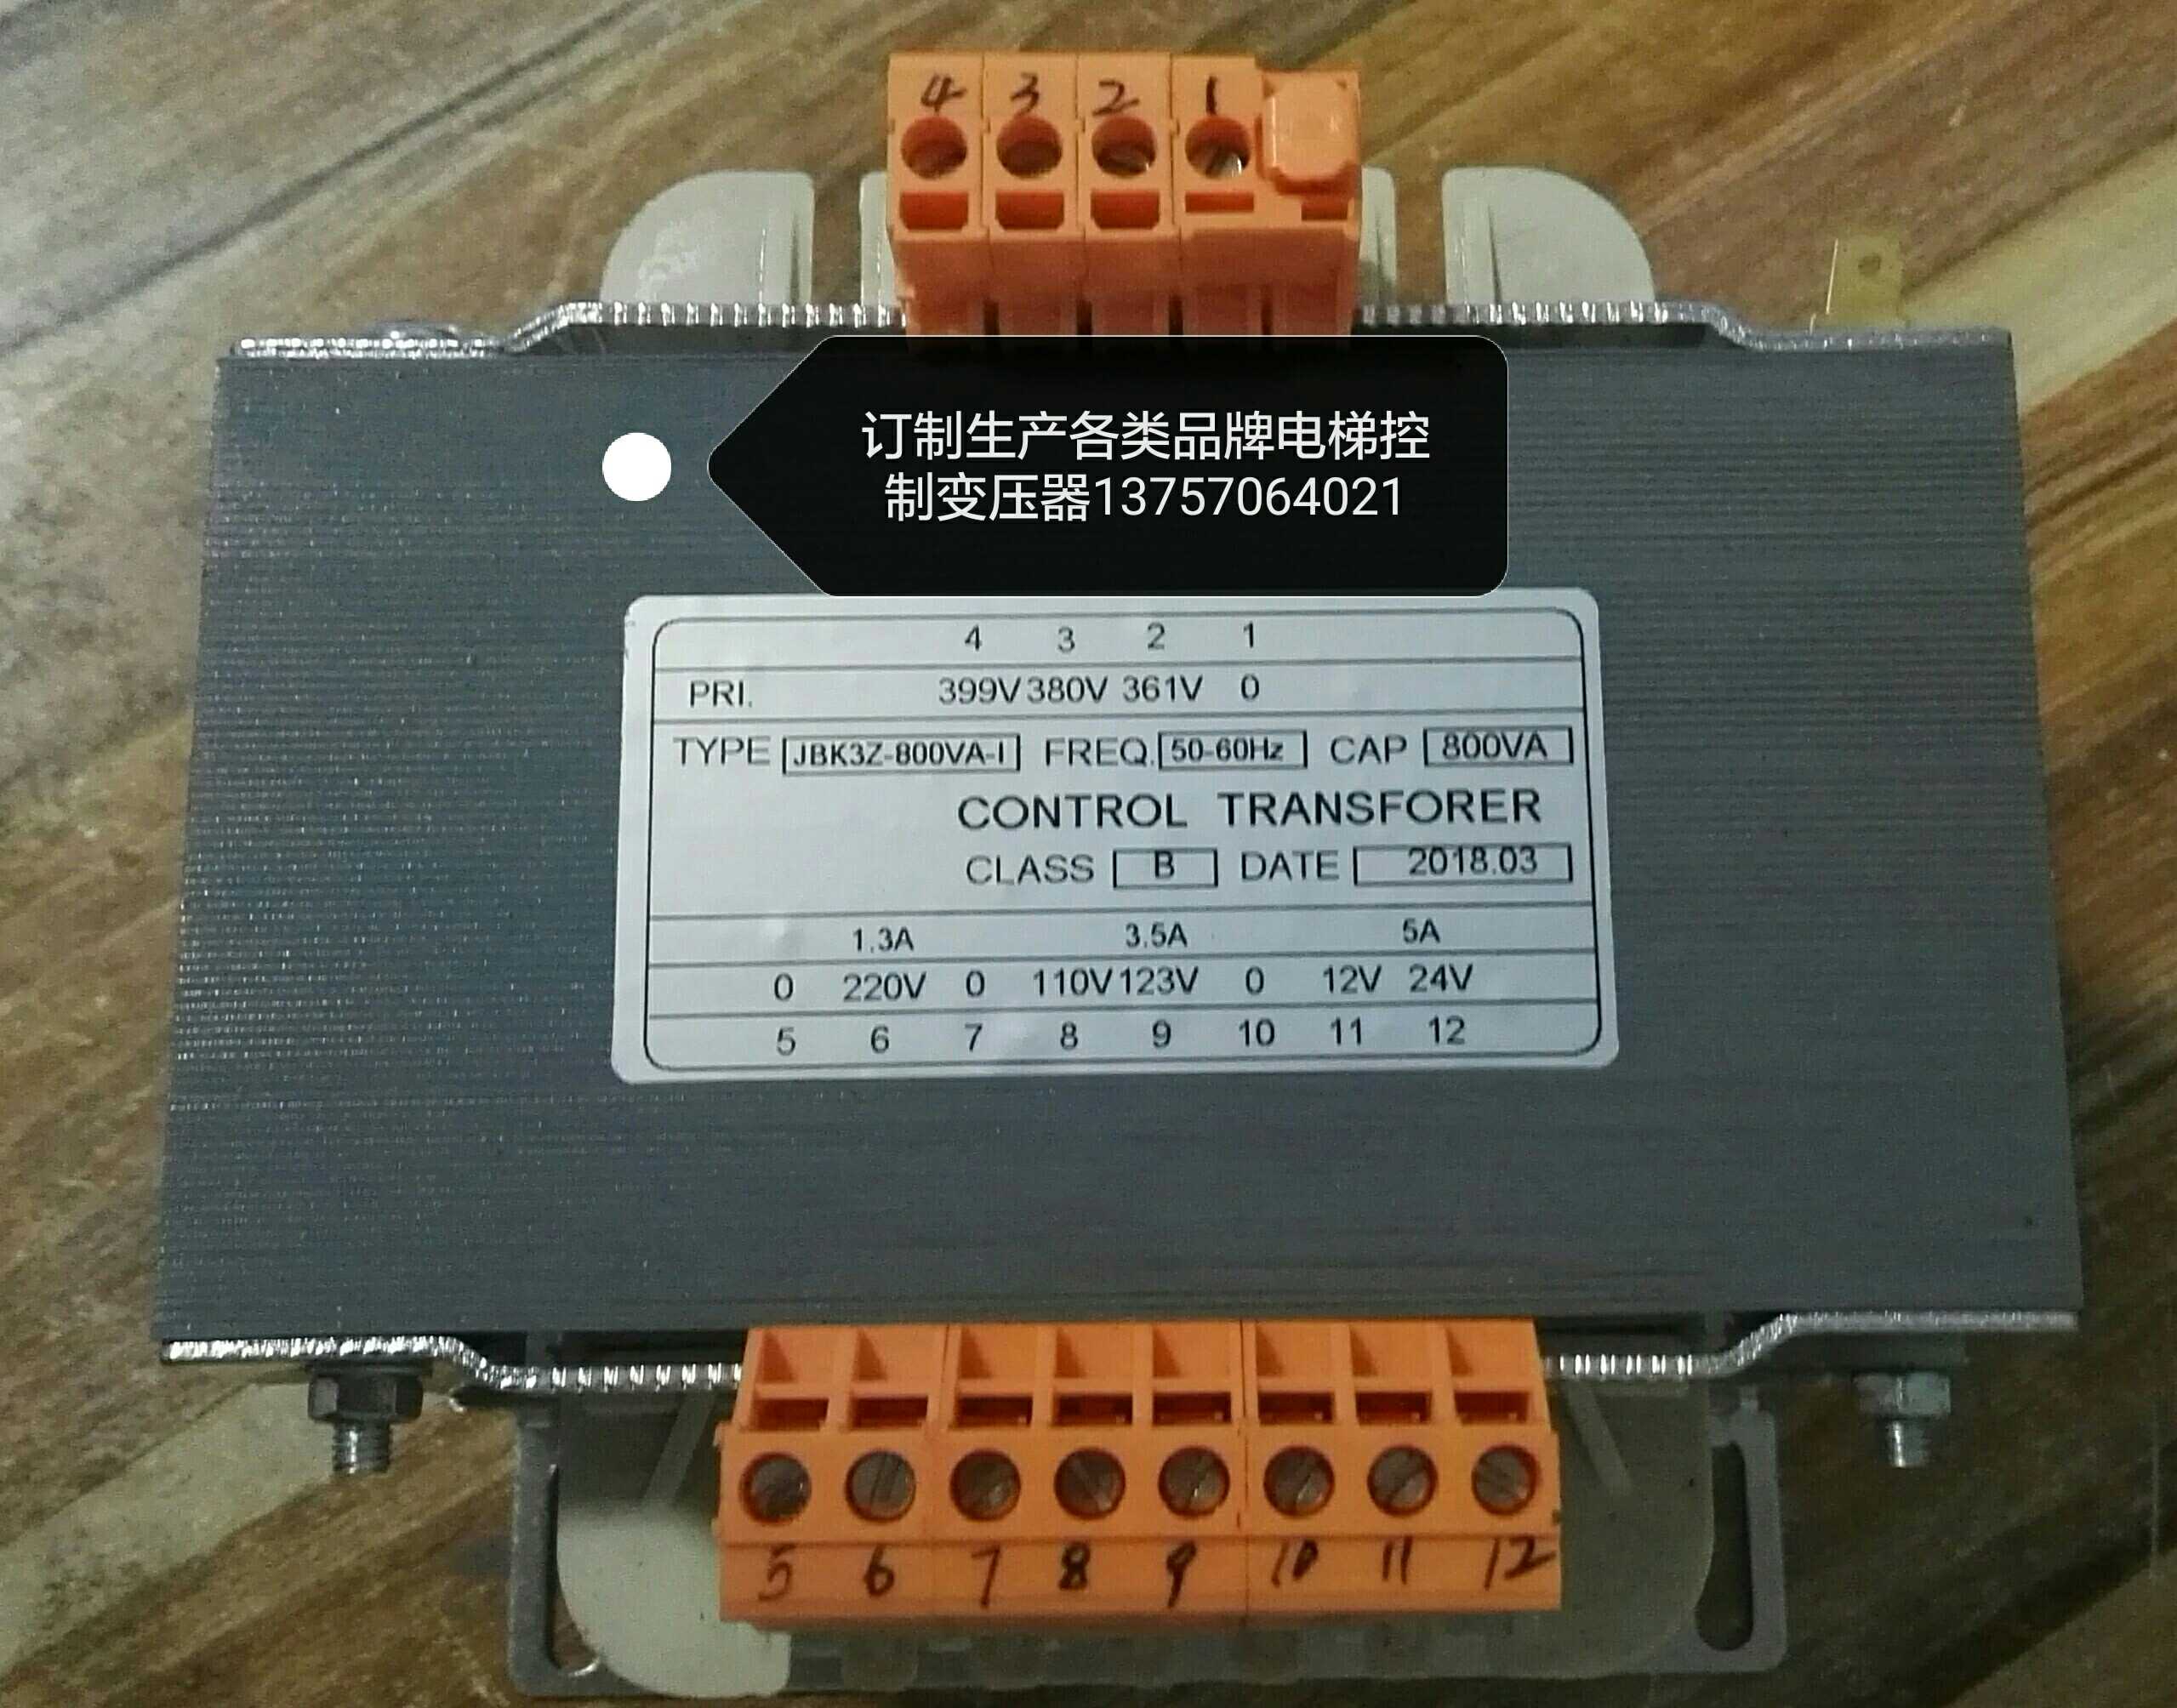 4 3 2 1
订制生产各类品牌电梯控
制变压器13757064021
4 3 2 1
PRI. 399V 380V 361V 0
TYPE JBK3Z-800VA-I FREQ. 50-60Hz CAP 800VA
CONTROL TRANSFORER
CLASS B DATE 2018.03
1.3A 3.5A 5A
0 220V 0 110V 123V 0 12V 24V
5 6 7 8 9 10 11 12
5 6 7 8 9 10 11 12